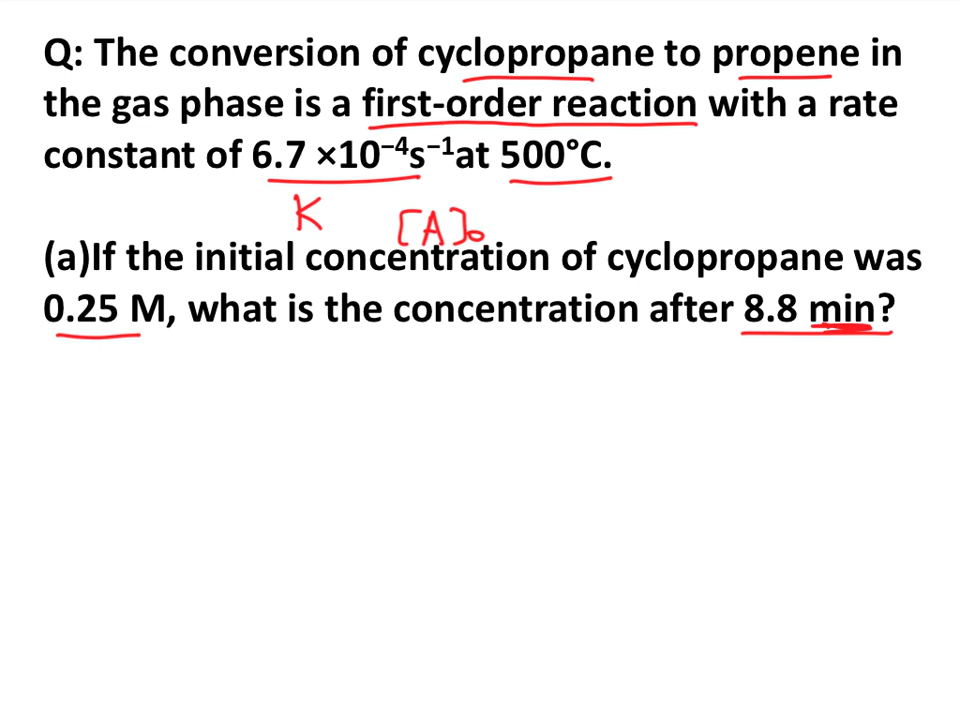 Q: The conversion of cyclopropane to propene in
the gas phase is a first-order reaction with a rate
constant of 6.7 ×10⁻⁴s⁻¹at 500°C.
K [A]₀
(a)If the initial concentration of cyclopropane was
0.25 M, what is the concentration after 8.8 min?